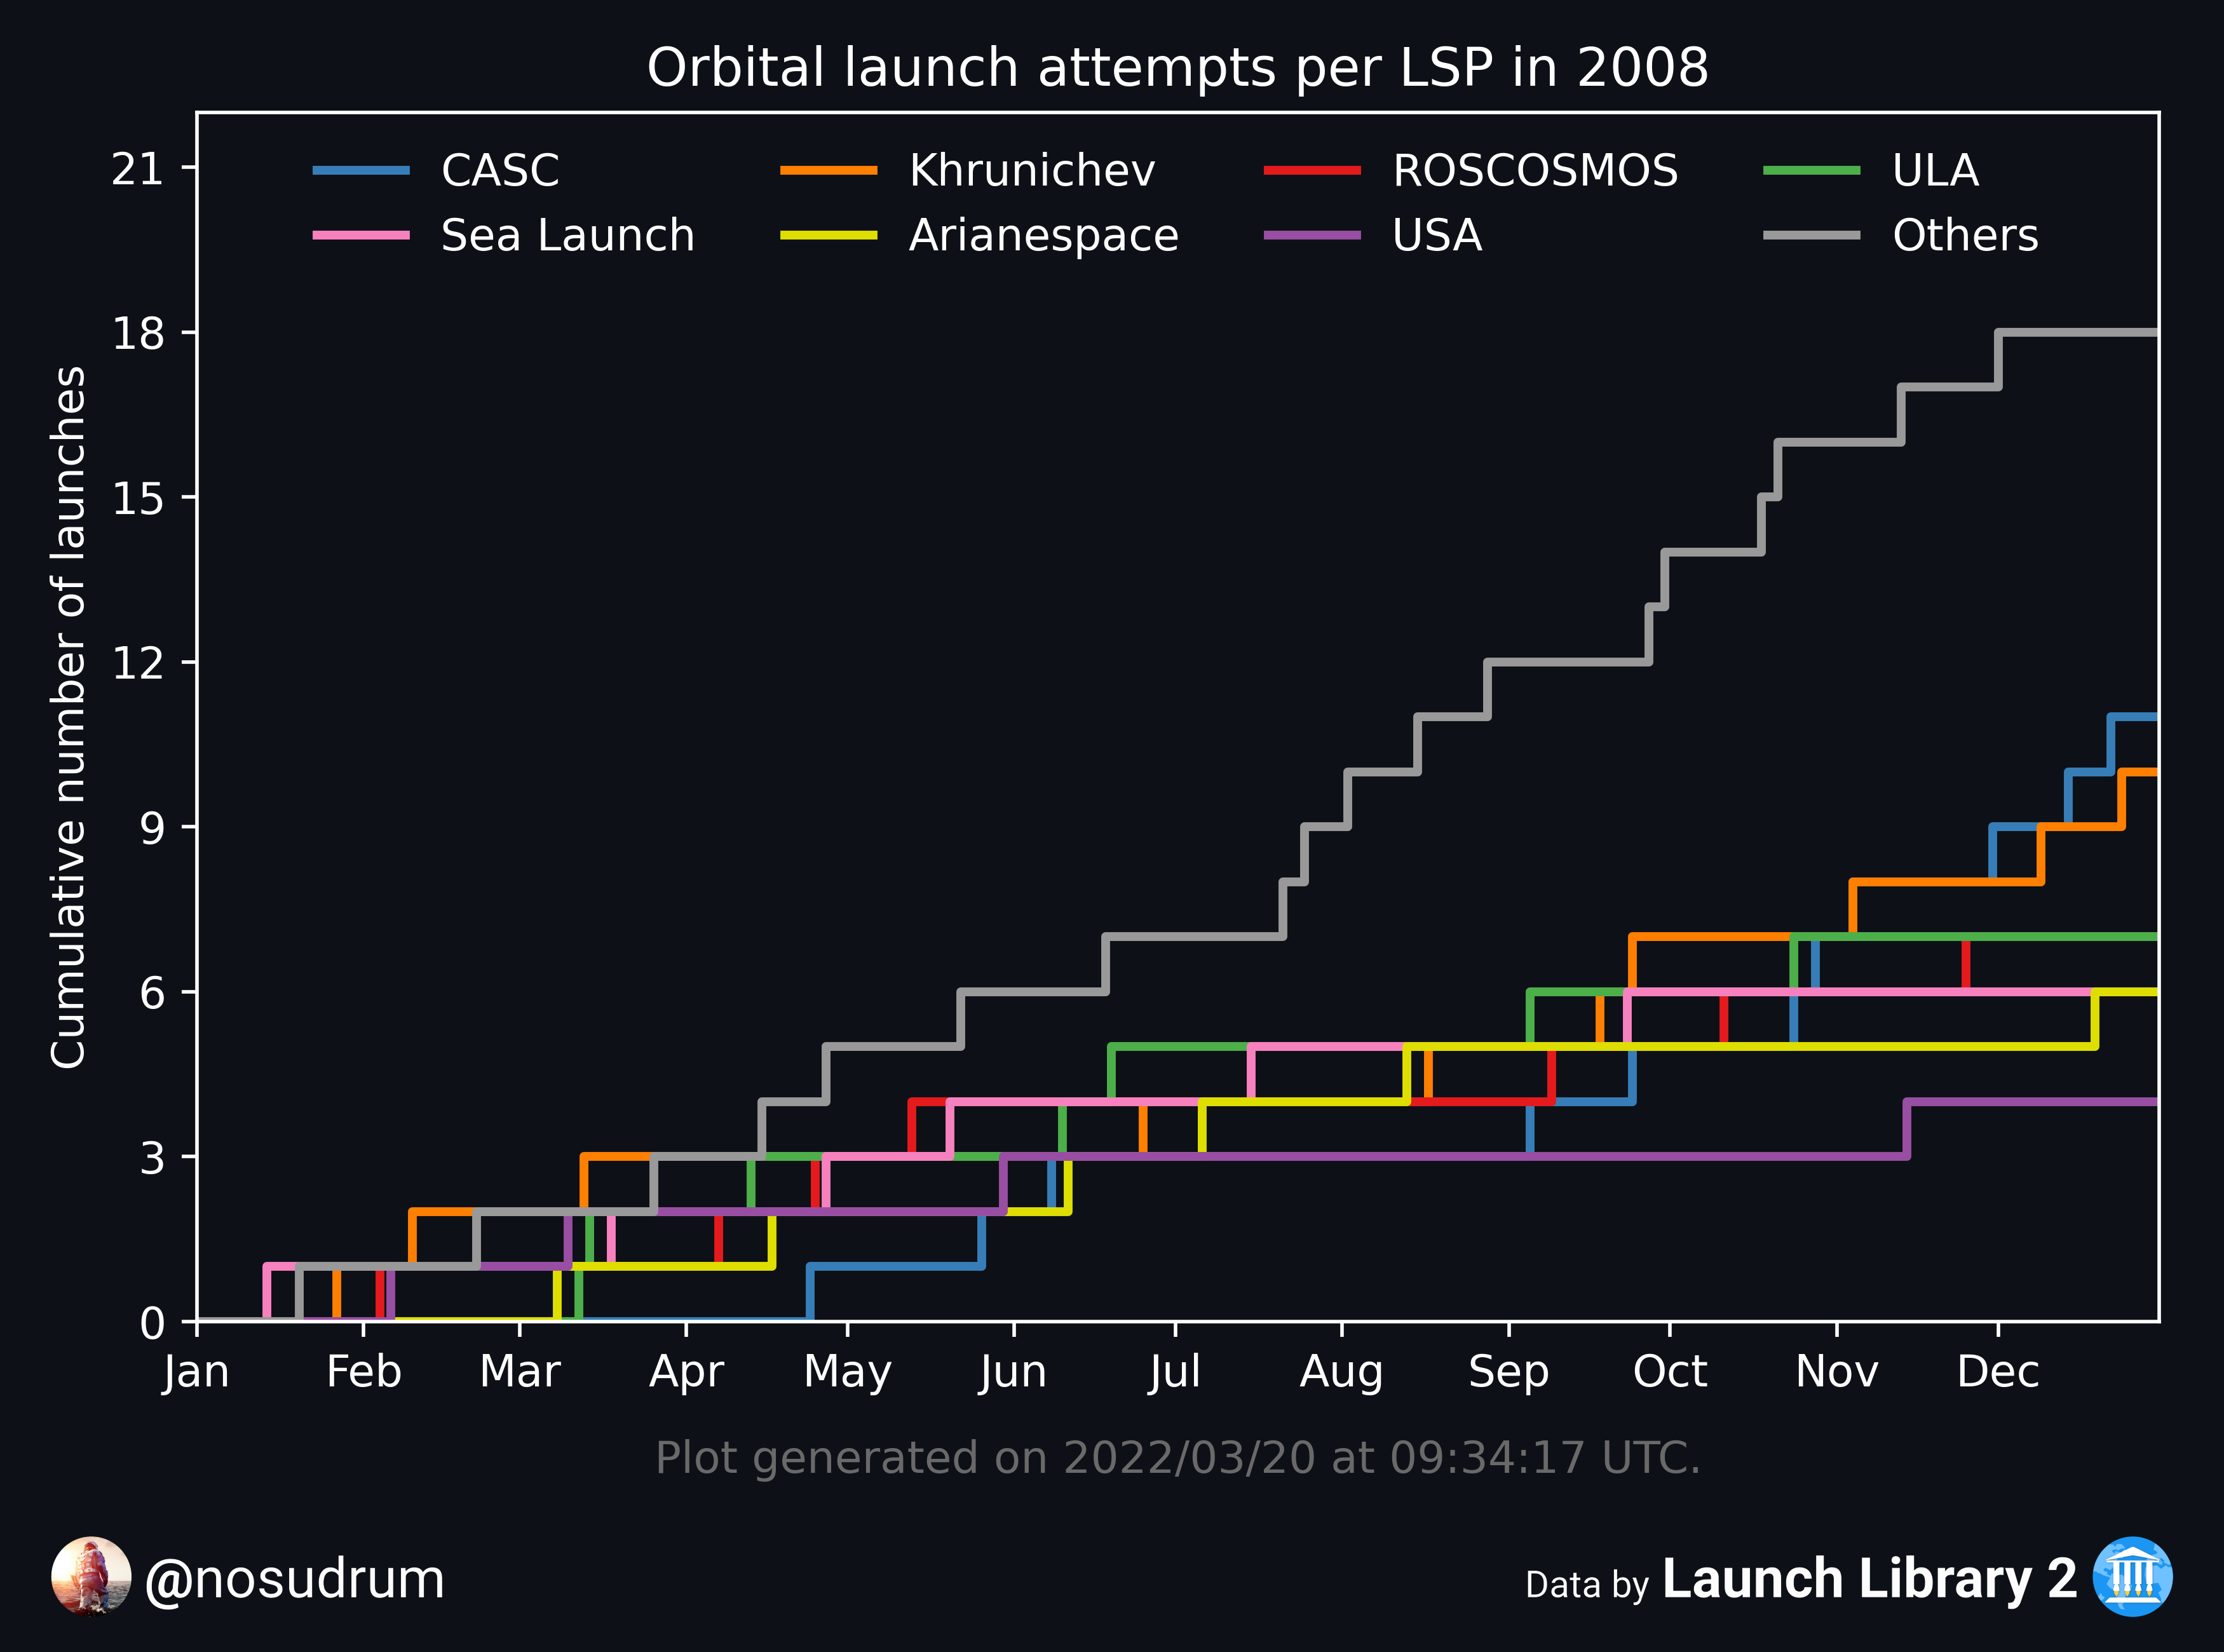 Orbital launch attempts per LSP in 2008
CASC Khrunichev ROSCOSMOS ULA
Sea Launch Arianespace USA Others
Cumulative number of launches
21
18
15
12
9
6
3
0
Jan Feb Mar Apr May Jun Jul Aug Sep Oct Nov Dec
Plot generated on 2022/03/20 at 09:34:17 UTC.
@nosudrum
Data by Launch Library 2